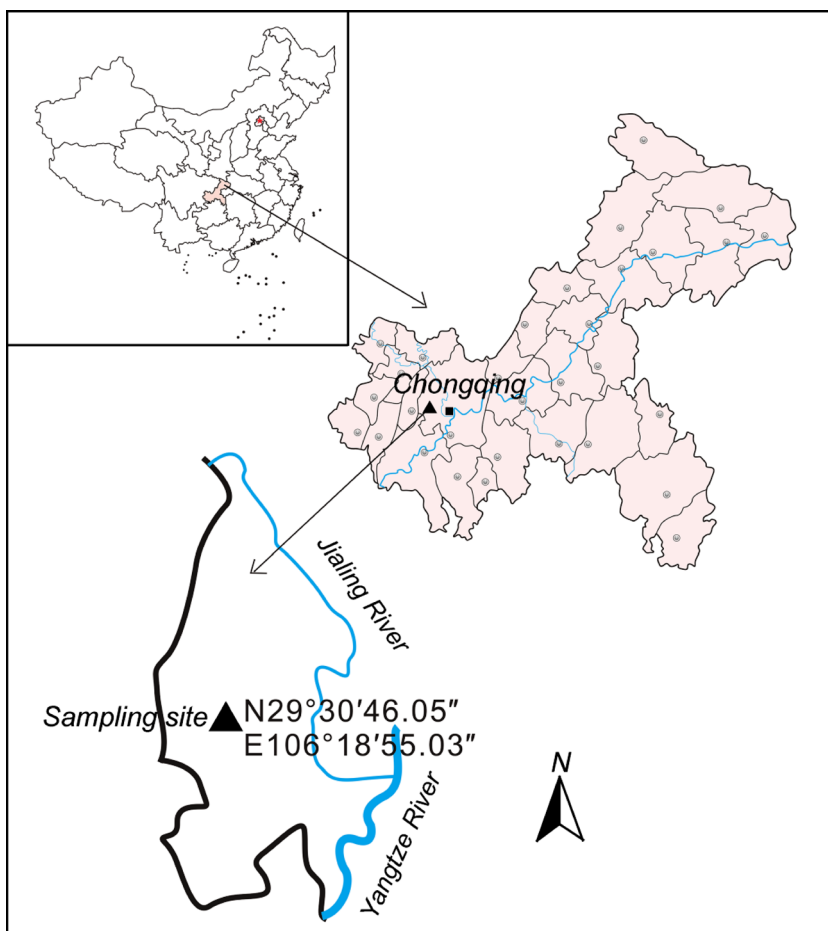 Chongqing
Jialing River
Sampling site
N29°30′46.05″
E106°18′55.03″
N
Yangtze River